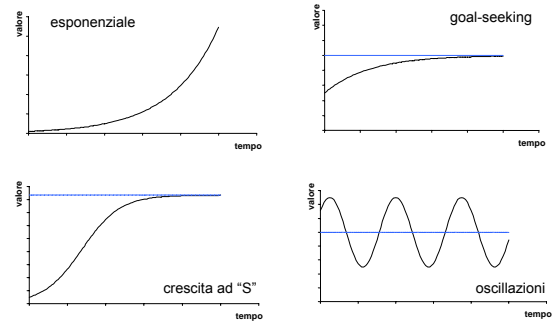 valore
esponenziale
tempo
valore
goal-seeking
tempo
valore
crescita ad “S”
tempo
valore
oscillazioni
tempo